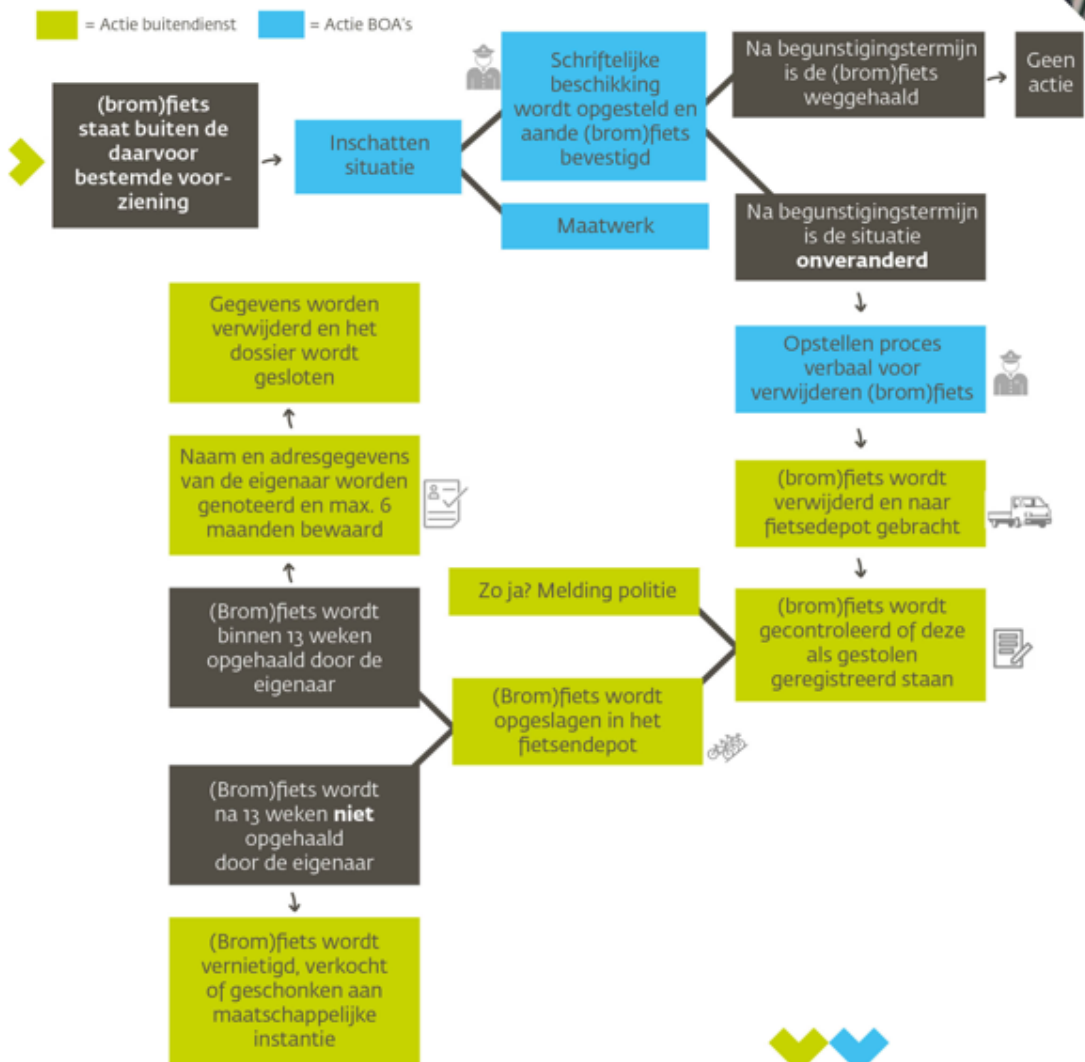 = Actie buitendienst
= Actie BOA's
(brom)fiets
staat buiten de
daarvoor
bestemde voor-
ziening
Inschatten
situatie
Schriftelijke
beschikking
wordt opgesteld en
aande (brom)fiets
bevestigd
Maatwerk
Na begunstigingstermijn
is de (brom)fiets
weggehaald
Geen
actie
Na begunstigingstermijn
is de situatie
onveranderd
Opstellen proces
verbaal voor
verwijderen (brom)fiets
(brom)fiets wordt
verwijderd en naar
fietsedepot gebracht
(brom)fiets wordt
gecontroleerd of deze
als gestolen
geregistreerd staan
Zo ja? Melding politie
(Brom)fiets wordt
opgeslagen in het
fietsendepot
(Brom)fiets wordt
binnen 13 weken
opgehaald door de
eigenaar
Naam en adresgegevens
van de eigenaar worden
genoteerd en max. 6
maanden bewaard
Gegevens worden
verwijderd en het
dossier wordt
gesloten
(Brom)fiets wordt
na 13 weken niet
opgehaald
door de eigenaar
(Brom)fiets wordt
vernietigd, verkocht
of geschonken aan
maatschappelijke
instantie